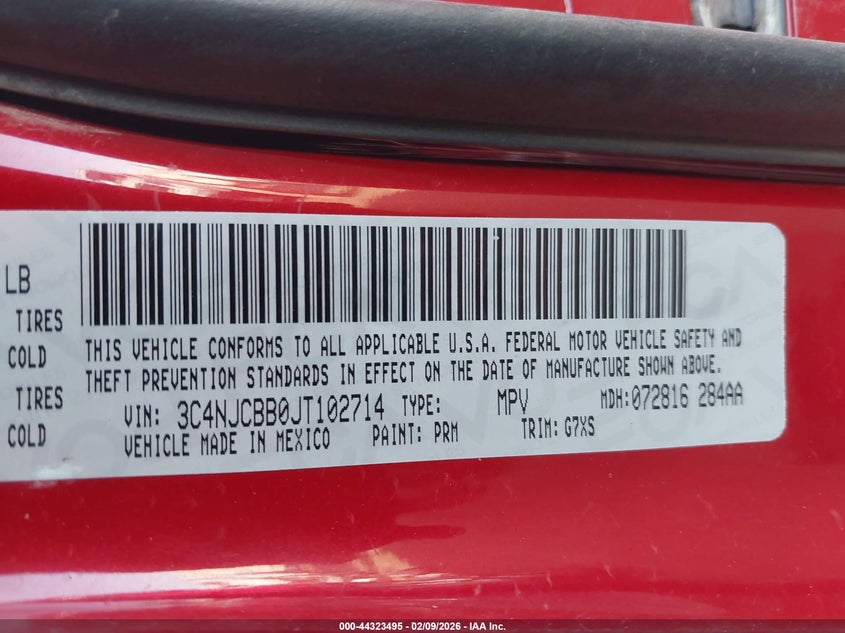 LB
TIRES
COLD
TIRES
COLD
THIS VEHICLE CONFORMS TO ALL APPLICABLE U.S.A. FEDERAL MOTOR VEHICLE SAFETY AND
THEFT PREVENTION STANDARDS IN EFFECT ON THE DATE OF MANUFACTURE SHOWN ABOVE.
VIN: 3C4NJCBB0JT102714 TYPE: MPV MDH:072816 284AA
VEHICLE MADE IN MEXICO PAINT: PRM TRIM: G7XS
000-44323495 - 02/09/2026 - IAA Inc.